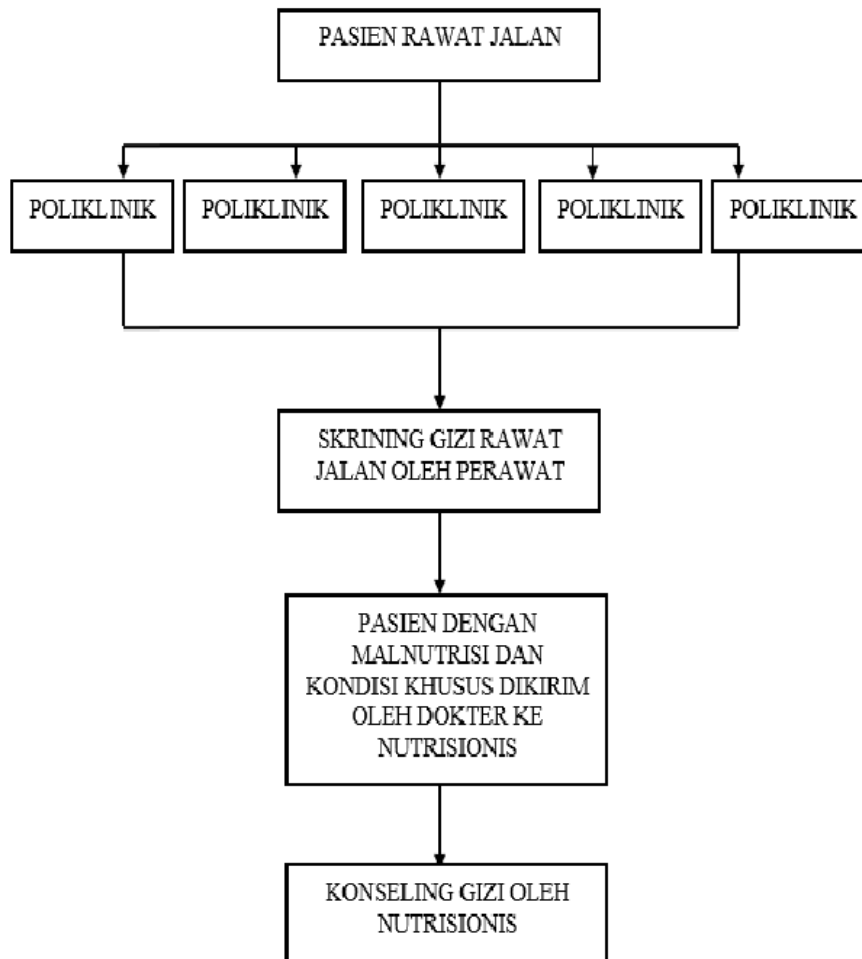 PASIEN RAWAT JALAN
POLIKLINIK
POLIKLINIK
POLIKLINIK
POLIKLINIK
POLIKLINIK
SKRINING GIZI RAWAT
JALAN OLEH PERAWAT
PASIEN DENGAN
MALNUTRISI DAN
KONDISI KHUSUS DIKIRIM
OLEH DOKTER KE
NUTRISIONIS
KONSELING GIZI OLEH
NUTRISIONIS